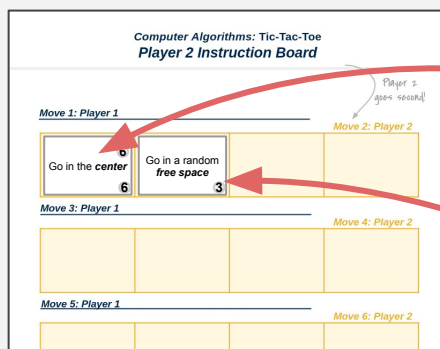 Computer Algorithms: Tic-Tac-Toe
Player 2 Instruction Board
Player 2
goes second!
Move 1: Player 1
Move 2: Player 2
6
Go in the center
6
Go in a random
free space
3
Move 3: Player 1
Move 4: Player 2
Move 5: Player 1
Move 6: Player 2